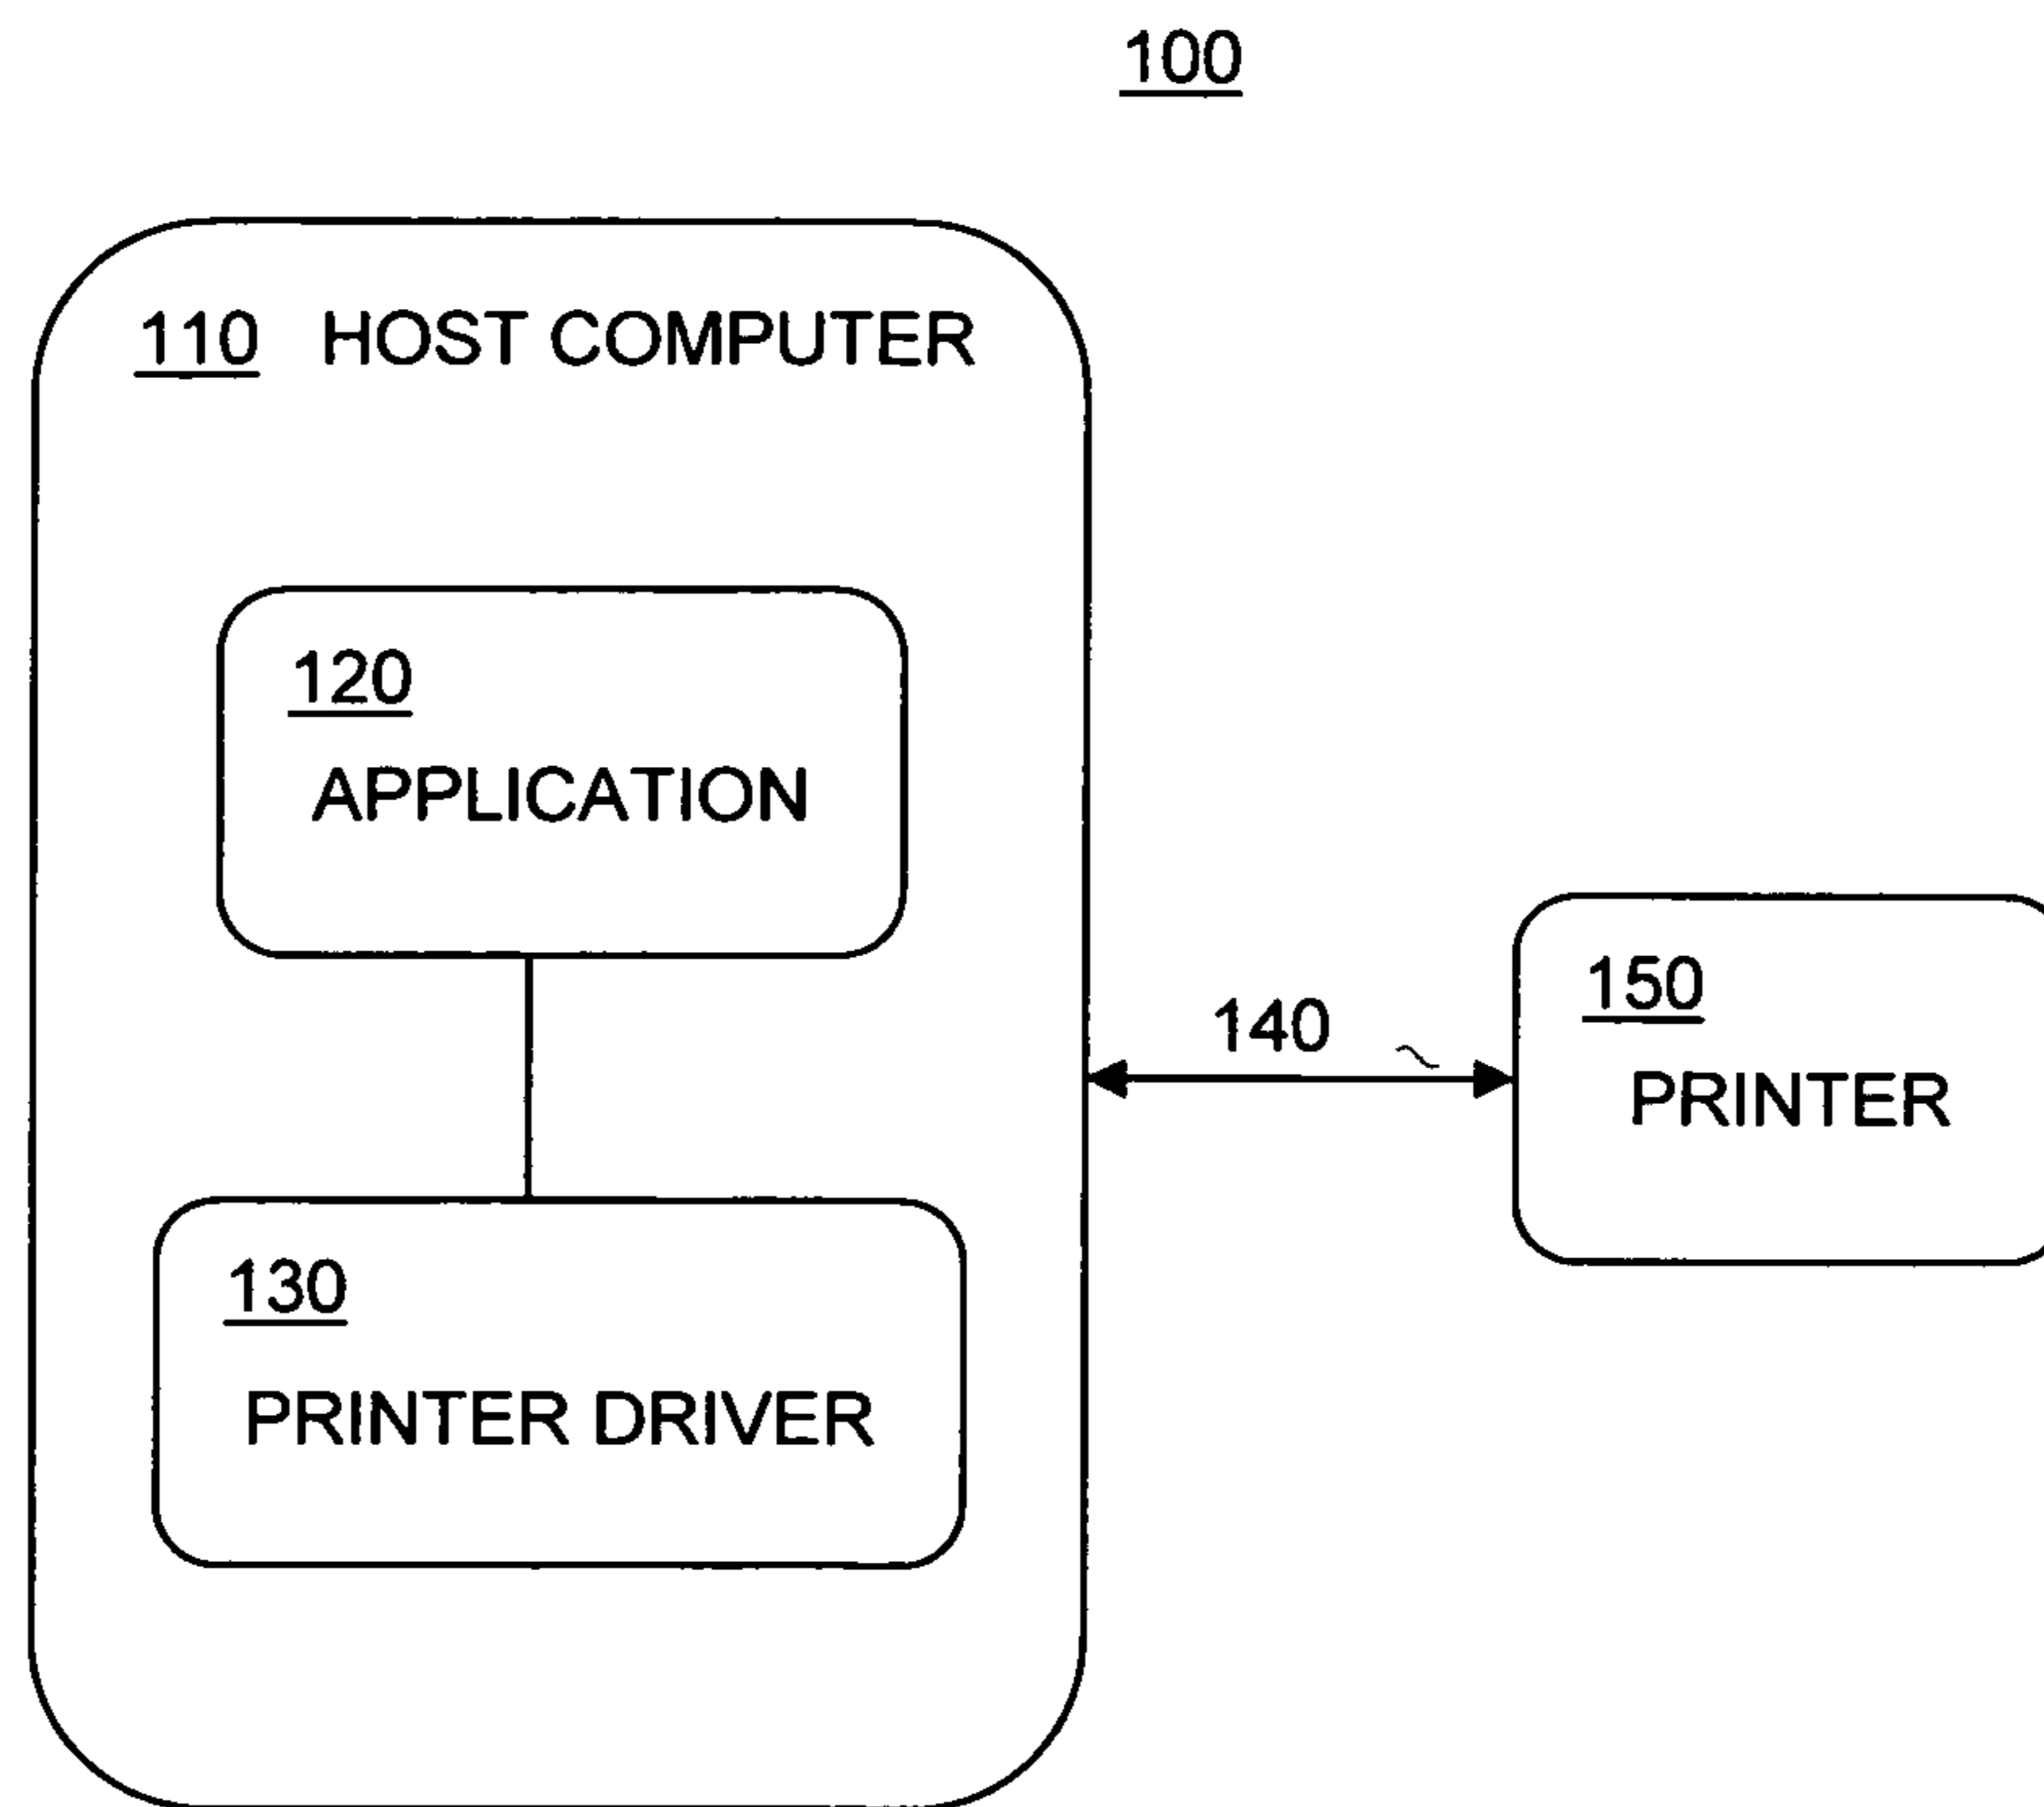 100
110 HOST COMPUTER
120
APPLICATION
140
150
PRINTER
130
PRINTER DRIVER